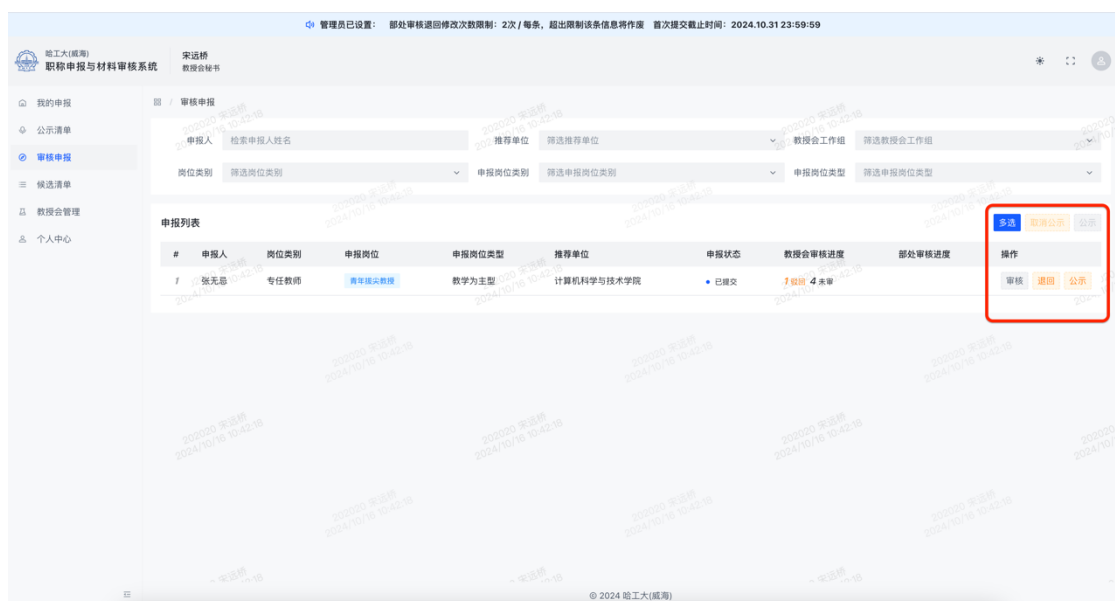 管理员已设置： 部处审核退回修改次数限制：2次 / 每条，超出限制该条信息将作废 首次提交截止时间：2024.10.31 23:59:59
哈工大(威海)
职称申报与材料审核系统
宋远桥
教授会秘书
我的申报
公示清单
审核申报
候选清单
教授会管理
个人中心
/ 审核申报
申报人 检索申报人姓名 推荐单位 筛选推荐单位 教授会工作组 筛选教授会工作组
岗位类别 筛选岗位类别 申报岗位类别 筛选申报岗位类别 申报岗位类型 筛选申报岗位类型
申报列表 多选 取消公示 公示
# 申报人 岗位类别 申报岗位 申报岗位类型 推荐单位 申报状态 教授会审核进度 部处审核进度 操作
1 张无忌 专任教师 青年拔尖教授 教学为主型 计算机科学与技术学院 已提交 1 4 未审 审核 退回 公示
202020 宋远桥
2024/10/16 10:42:18
© 2024 哈工大(威海)